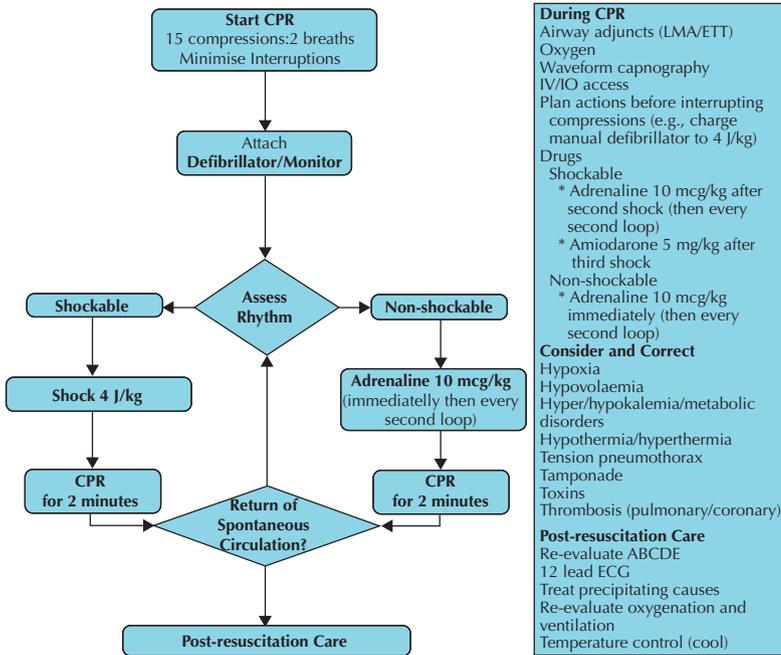 Start CPR
15 compressions:2 breaths
Minimise Interruptions
Attach
Defibrillator/Monitor
Assess
Rhythm
Shockable
Non-shockable
Shock 4 J/kg
Adrenaline 10 mcg/kg
(immediatelly then every
second loop)
CPR
for 2 minutes
CPR
for 2 minutes
Return of
Spontaneous
Circulation?
Post-resuscitation Care
During CPR
Airway adjuncts (LMA/ETT)
Oxygen
Waveform capnography
IV/IO access
Plan actions before interrupting
compressions (e.g., charge
manual defibrillator to 4 J/kg)
Drugs
Shockable
* Adrenaline 10 mcg/kg after
second shock (then every
second loop)
* Amiodarone 5 mg/kg after
third shock
Non-shockable
* Adrenaline 10 mcg/kg
immediately (then every
second loop)
Consider and Correct
Hypoxia
Hypovolaemia
Hyper/hypokalemia/metabolic
disorders
Hypothermia/hyperthermia
Tension pneumothorax
Tamponade
Toxins
Thrombosis (pulmonary/coronary)
Post-resuscitation Care
Re-evaluate ABCDE
12 lead ECG
Treat precipitating causes
Re-evaluate oxygenation and
ventilation
Temperature control (cool)